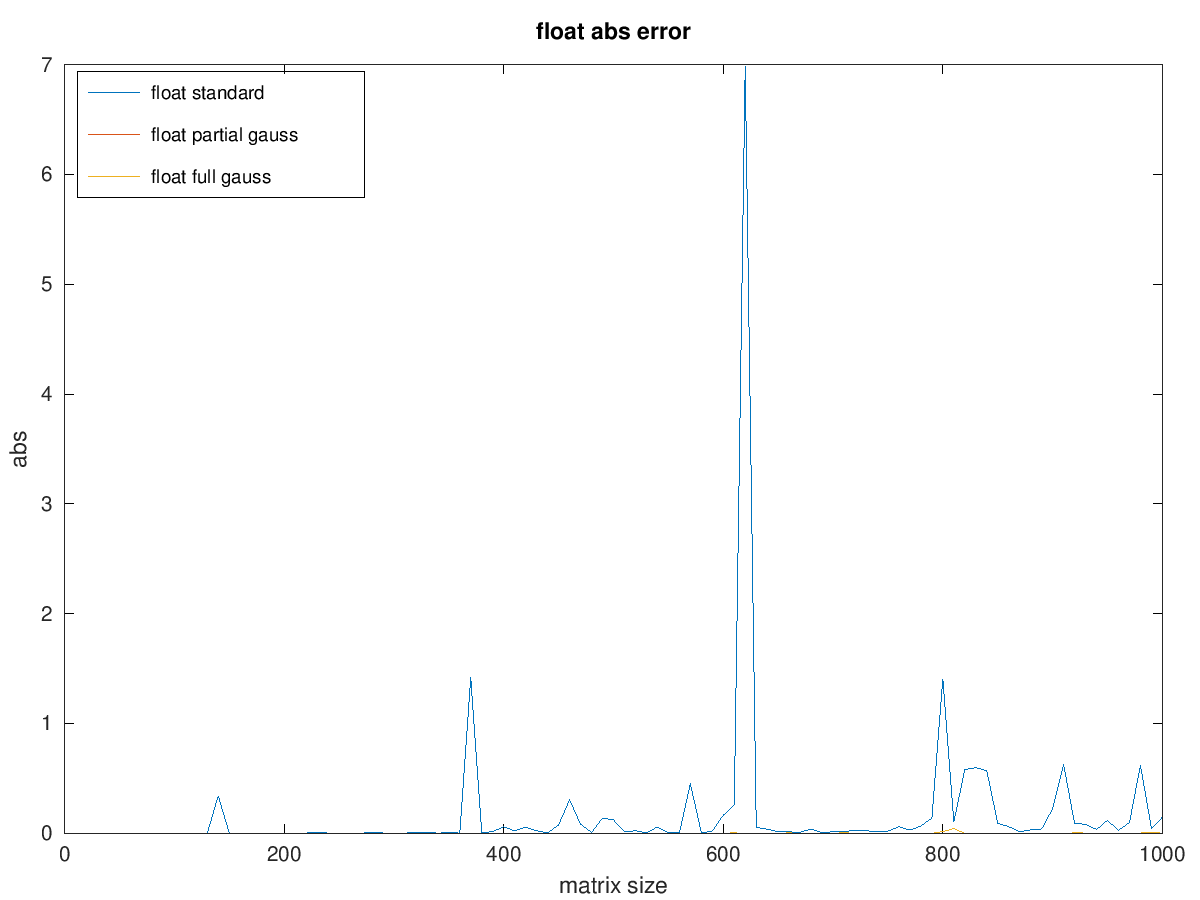 float abs error
float standard
float partial gauss
float full gauss
7
6
5
4
3
2
1
0
abs
0 200 400 600 800 1000
matrix size